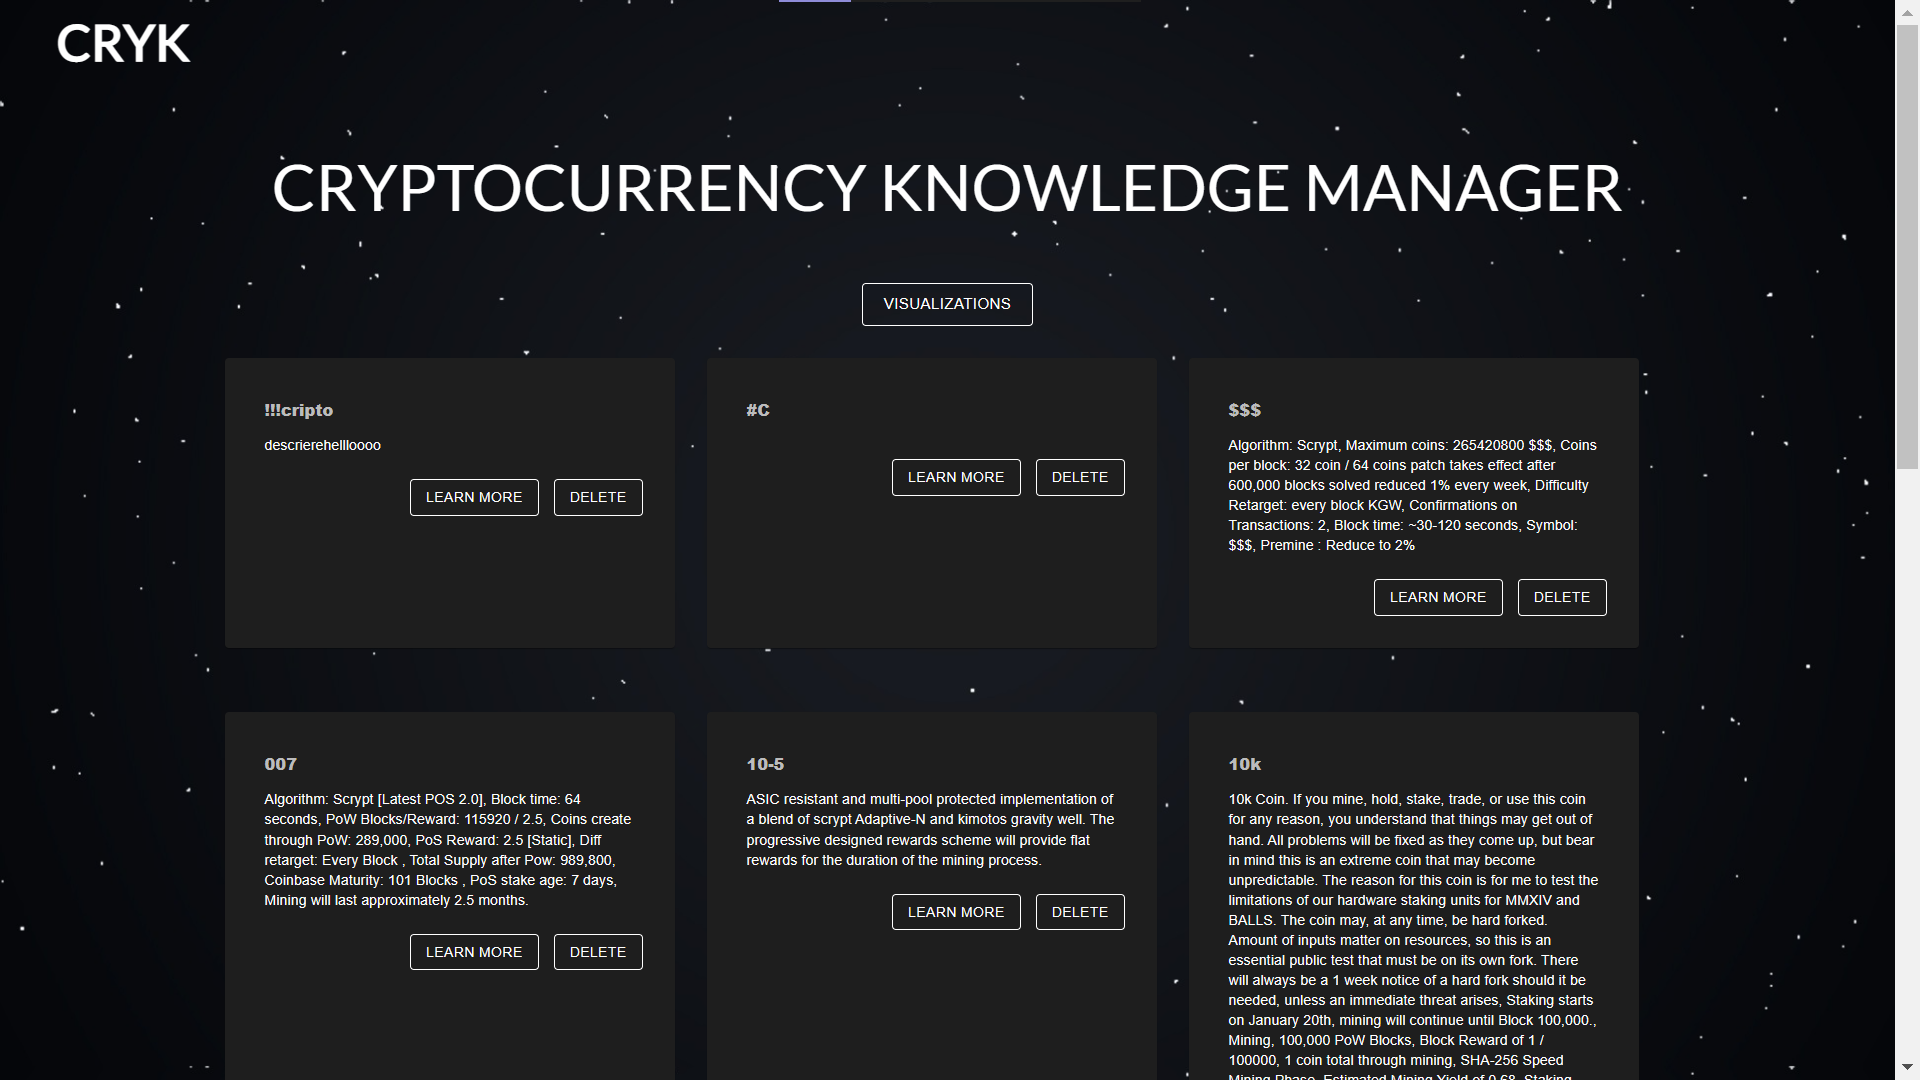 CRYK
CRYPTOCURRENCY KNOWLEDGE MANAGER
VISUALIZATIONS
!!!cripto
descrierehellloooo
LEARN MORE
DELETE
#C
LEARN MORE
DELETE
$$$
Algorithm: Scrypt, Maximum coins: 265420800 $$$, Coins
per block: 32 coin / 64 coins patch takes effect after
600,000 blocks solved reduced 1% every week, Difficulty
Retarget: every block KGW, Confirmations on
Transactions: 2, Block time: ~30-120 seconds, Symbol:
$$$, Premine : Reduce to 2%
LEARN MORE
DELETE
007
Algorithm: Scrypt [Latest POS 2.0], Block time: 64
seconds, PoW Blocks/Reward: 115920 / 2.5, Coins create
through PoW: 289,000, PoS Reward: 2.5 [Static], Diff
retarget: Every Block , Total Supply after Pow: 989,800,
Coinbase Maturity: 101 Blocks , PoS stake age: 7 days,
Mining will last approximately 2.5 months.
LEARN MORE
DELETE
10-5
ASIC resistant and multi-pool protected implementation of
a blend of scrypt Adaptive-N and kimotos gravity well. The
progressive designed rewards scheme will provide flat
rewards for the duration of the mining process.
LEARN MORE
DELETE
10k
10k Coin. If you mine, hold, stake, trade, or use this coin
for any reason, you understand that things may get out of
hand. All problems will be fixed as they come up, but bear
in mind this is an extreme coin that may become
unpredictable. The reason for this coin is for me to test the
limitations of our hardware staking units for MMXIV and
BALLS. The coin may, at any time, be hard forked.
Amount of inputs matter on resources, so this is an
essential public test that must be on its own fork. There
will always be a 1 week notice of a hard fork should it be
needed, unless an immediate threat arises, Staking starts
on January 20th, mining will continue until Block 100,000.,
Mining, 100,000 PoW Blocks, Block Reward of 1 /
100000, 1 coin total through mining, SHA-256 Speed
Mining Phase, Estimated Mining Yield of 0.68, Staking